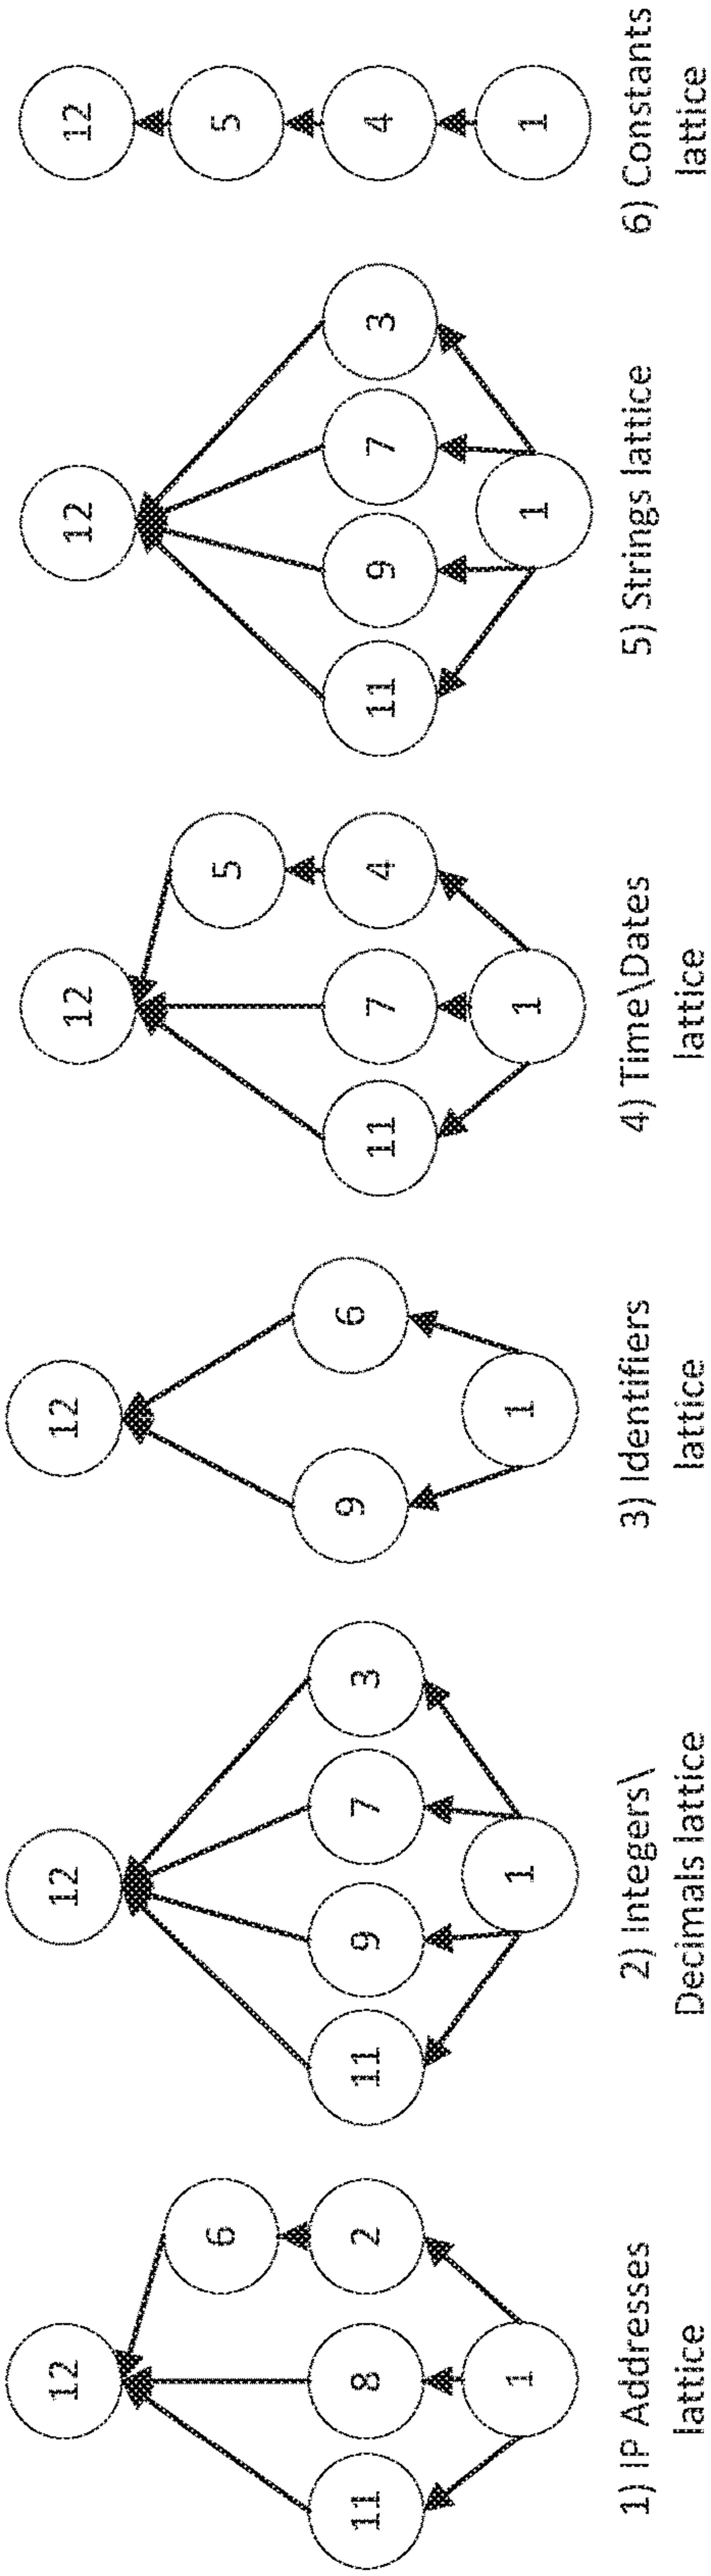 12
6
11
8
2
1
1) IP Addresses
lattice
12
11
9
7
3
1
2) Integers\
Decimals lattice
12
9
6
1
3) Identifiers
lattice
12
5
11
7
4
1
4) Time\Dates
lattice
12
11
9
7
3
1
5) Strings lattice
12
5
4
1
6) Constants
lattice